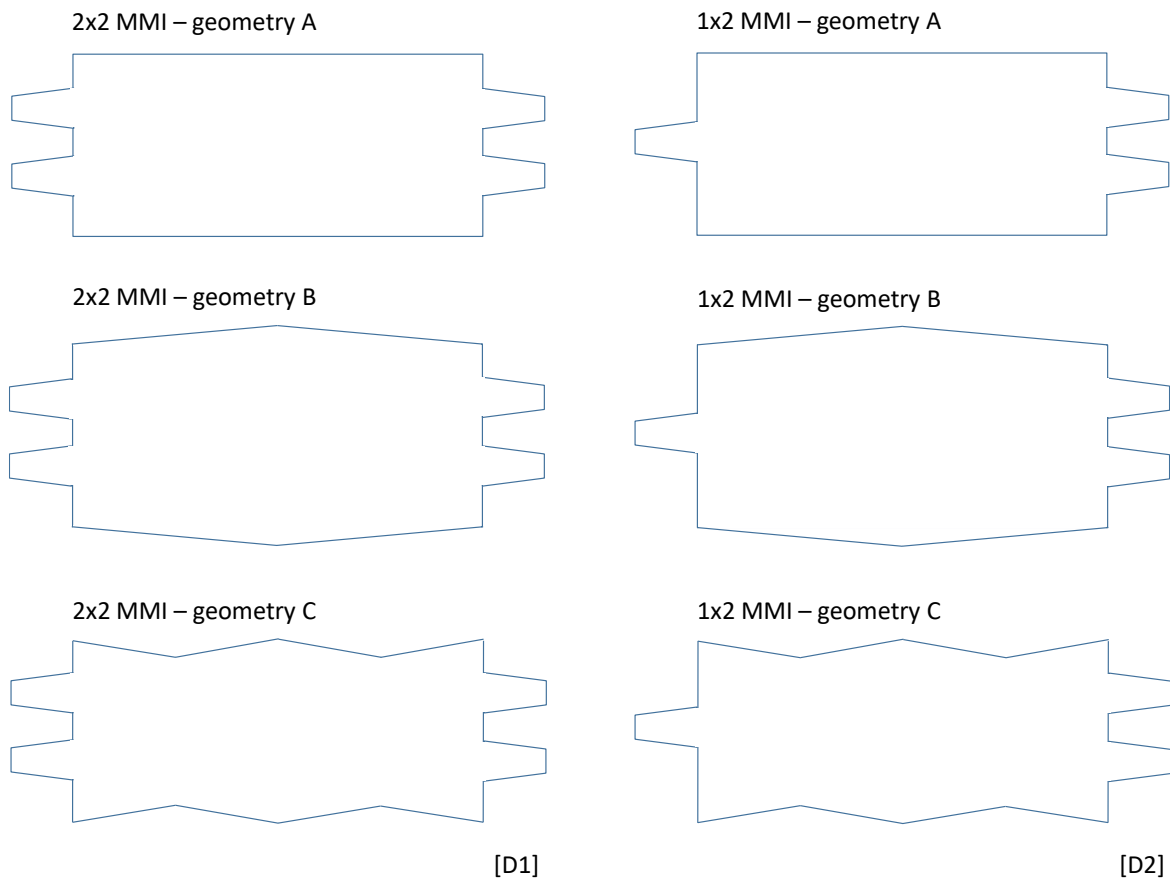 2x2 MMI – geometry A
1x2 MMI – geometry A
2x2 MMI – geometry B
1x2 MMI – geometry B
2x2 MMI – geometry C
1x2 MMI – geometry C
[D1]
[D2]